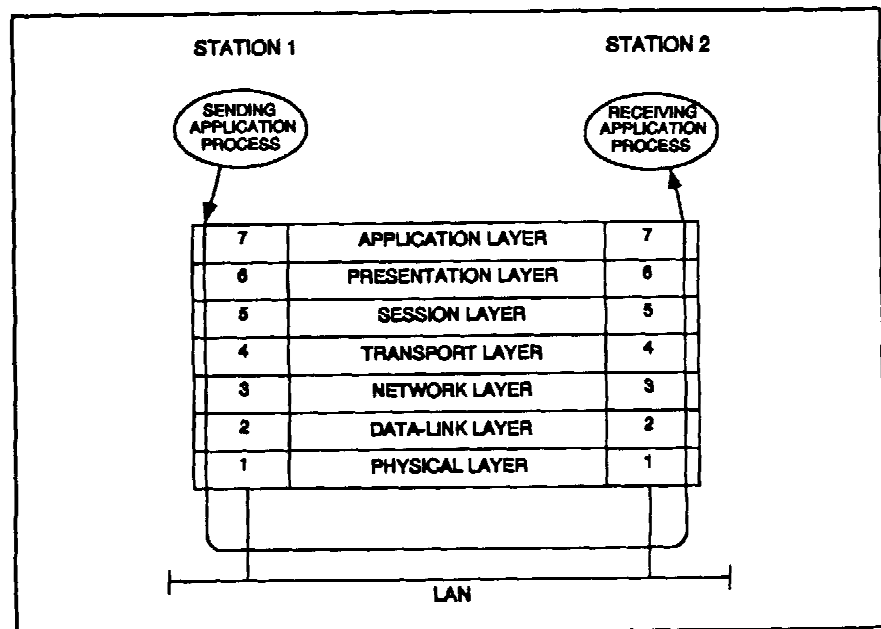 STATION 1
STATION 2
SENDING
APPLICATION
PROCESS
RECEIVING
APPLICATION
PROCESS
7 APPLICATION LAYER 7
6 PRESENTATION LAYER 6
5 SESSION LAYER 5
4 TRANSPORT LAYER 4
3 NETWORK LAYER 3
2 DATA-LINK LAYER 2
1 PHYSICAL LAYER 1
LAN